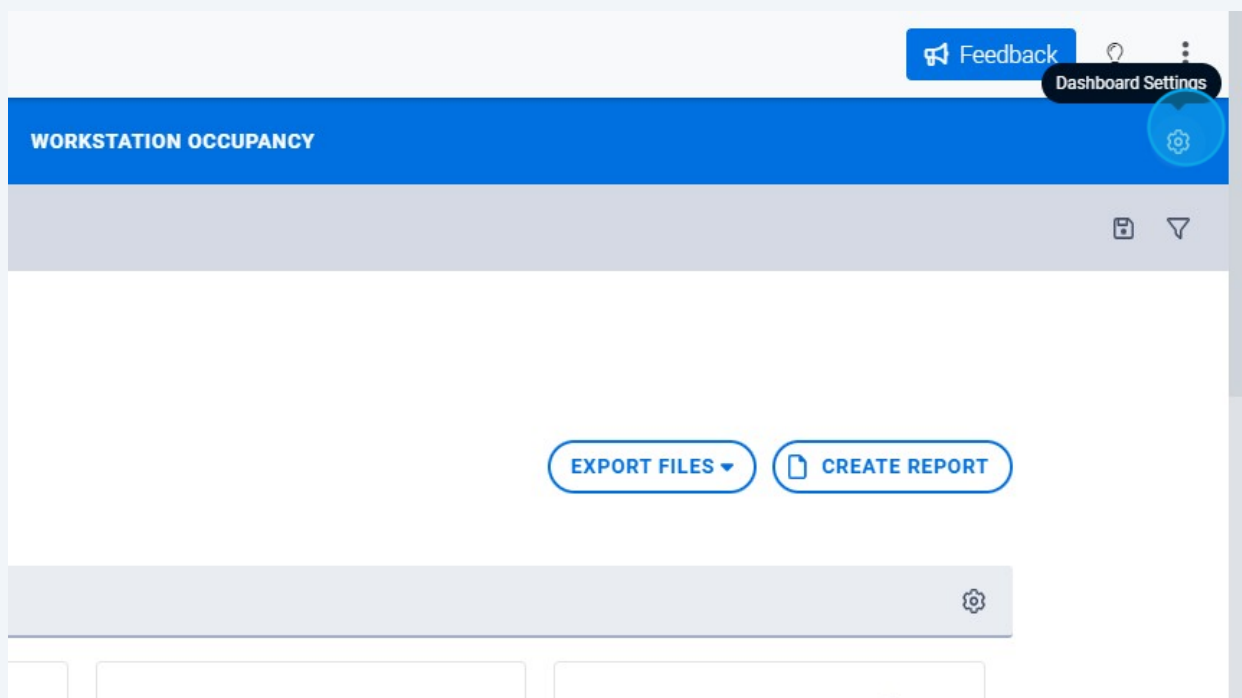 Feedback
Dashboard Settings
WORKSTATION OCCUPANCY
EXPORT FILES
CREATE REPORT